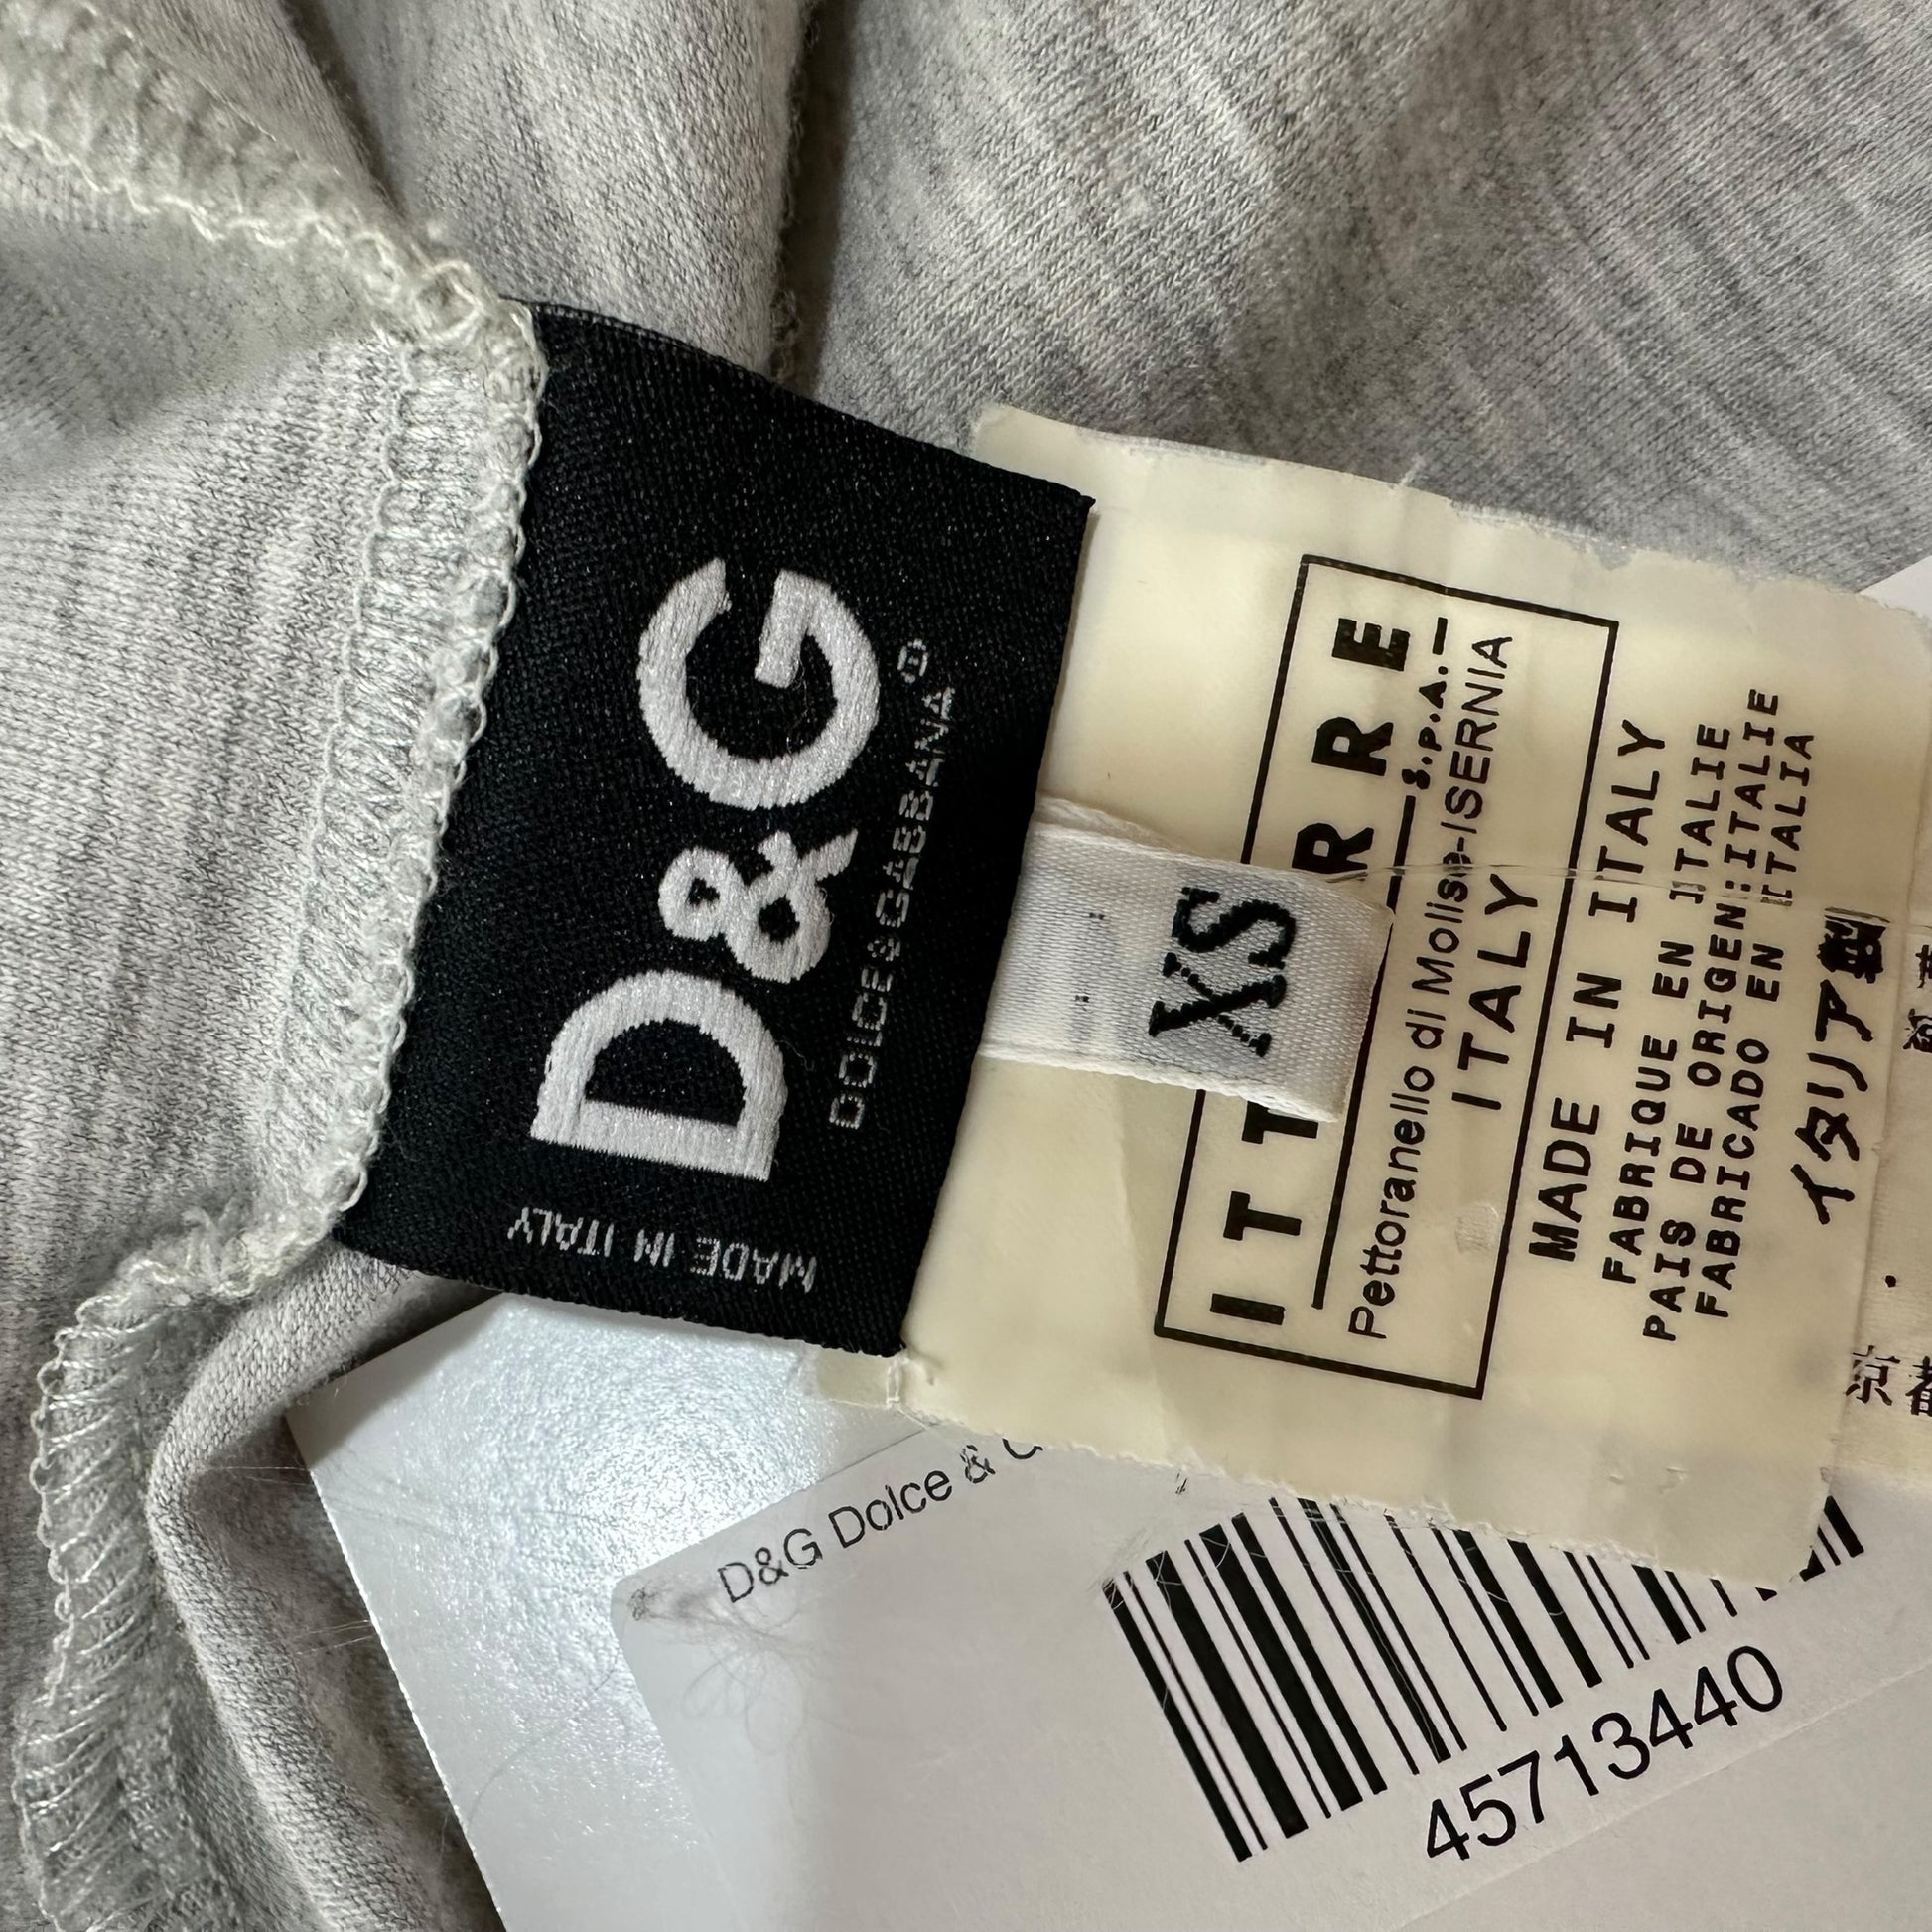 D&G
DOLCE&GABBANA®
MADE IN ITALY
XS
S.P.A.
Pettoranello di Molise-ISERNIA
ITALY
MADE IN ITALY
FABRIQUE EN ITALIE
PAIS DE ORIGEN:ITALIE
FABRICADO EN ITALIA
イタリア製
D&G Dolce &
45713440